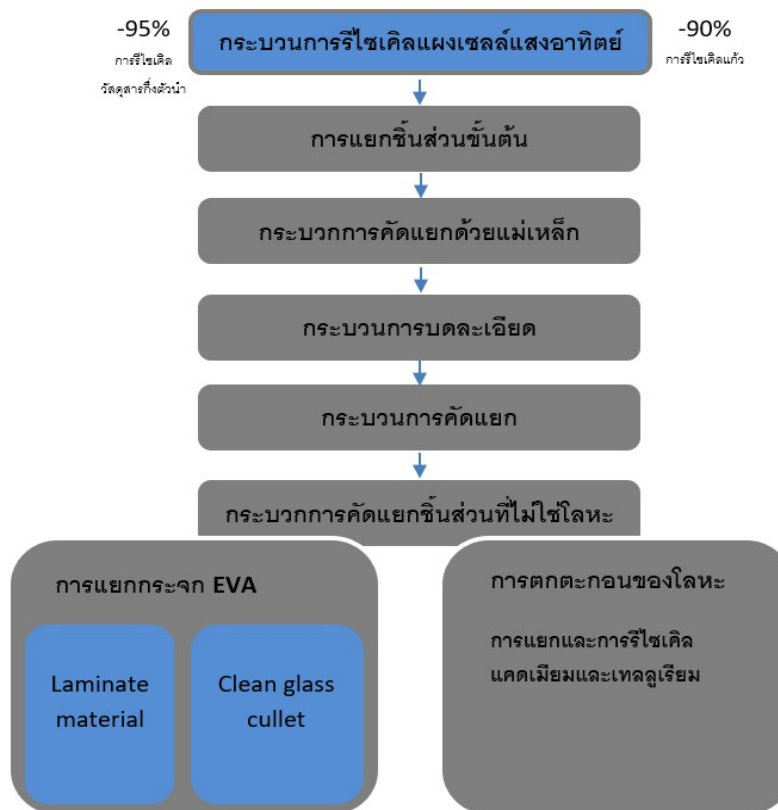 -95%
การรีไซเคิล
วัสดุสารกึ่งตัวนำ
กระบวนการรีไซเคิลแผงเซลล์แสงอาทิตย์
-90%
การรีไซเคิลแก้ว
การแยกชิ้นส่วนขั้นต้น
กระบวกการคัดแยกด้วยแม่เหล็ก
กระบวนการบดละเอียด
กระบวนการคัดแยก
กระบวกการคัดแยกชิ้นส่วนที่ไม่ใช่โลหะ
การแยกกระจก EVA
Laminate
material
Clean glass
cullet
การตกตะกอนของโลหะ
การแยกและการรีไซเคิล
แคดเมียมและเทลลูเรียม